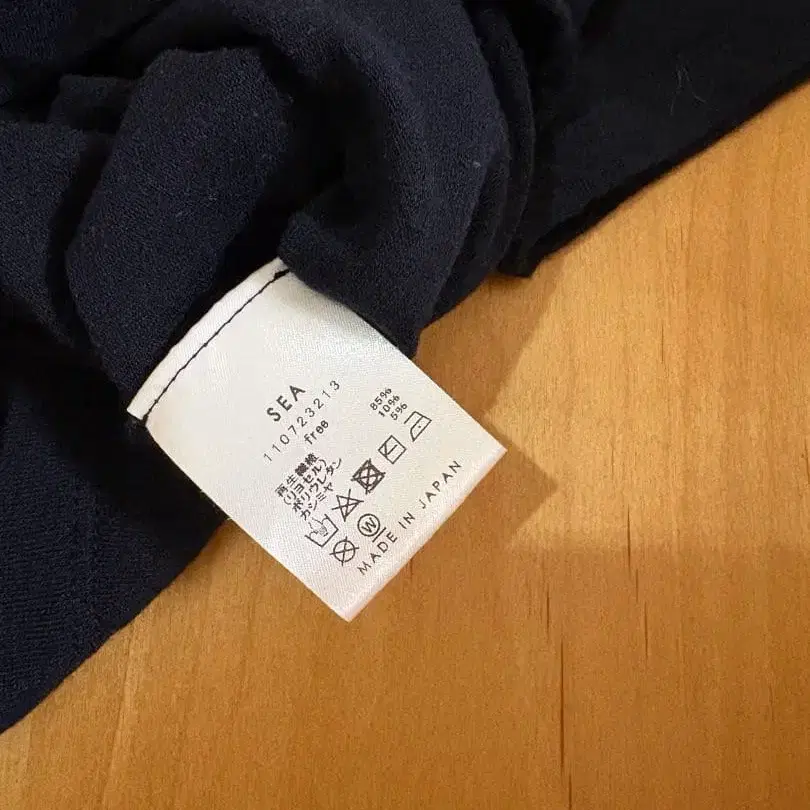 SEA
110723213
free
再生繊維
(リヨセル) 85%
ポリウレタン 10%
カシミヤ 5%
W
MADE IN JAPAN